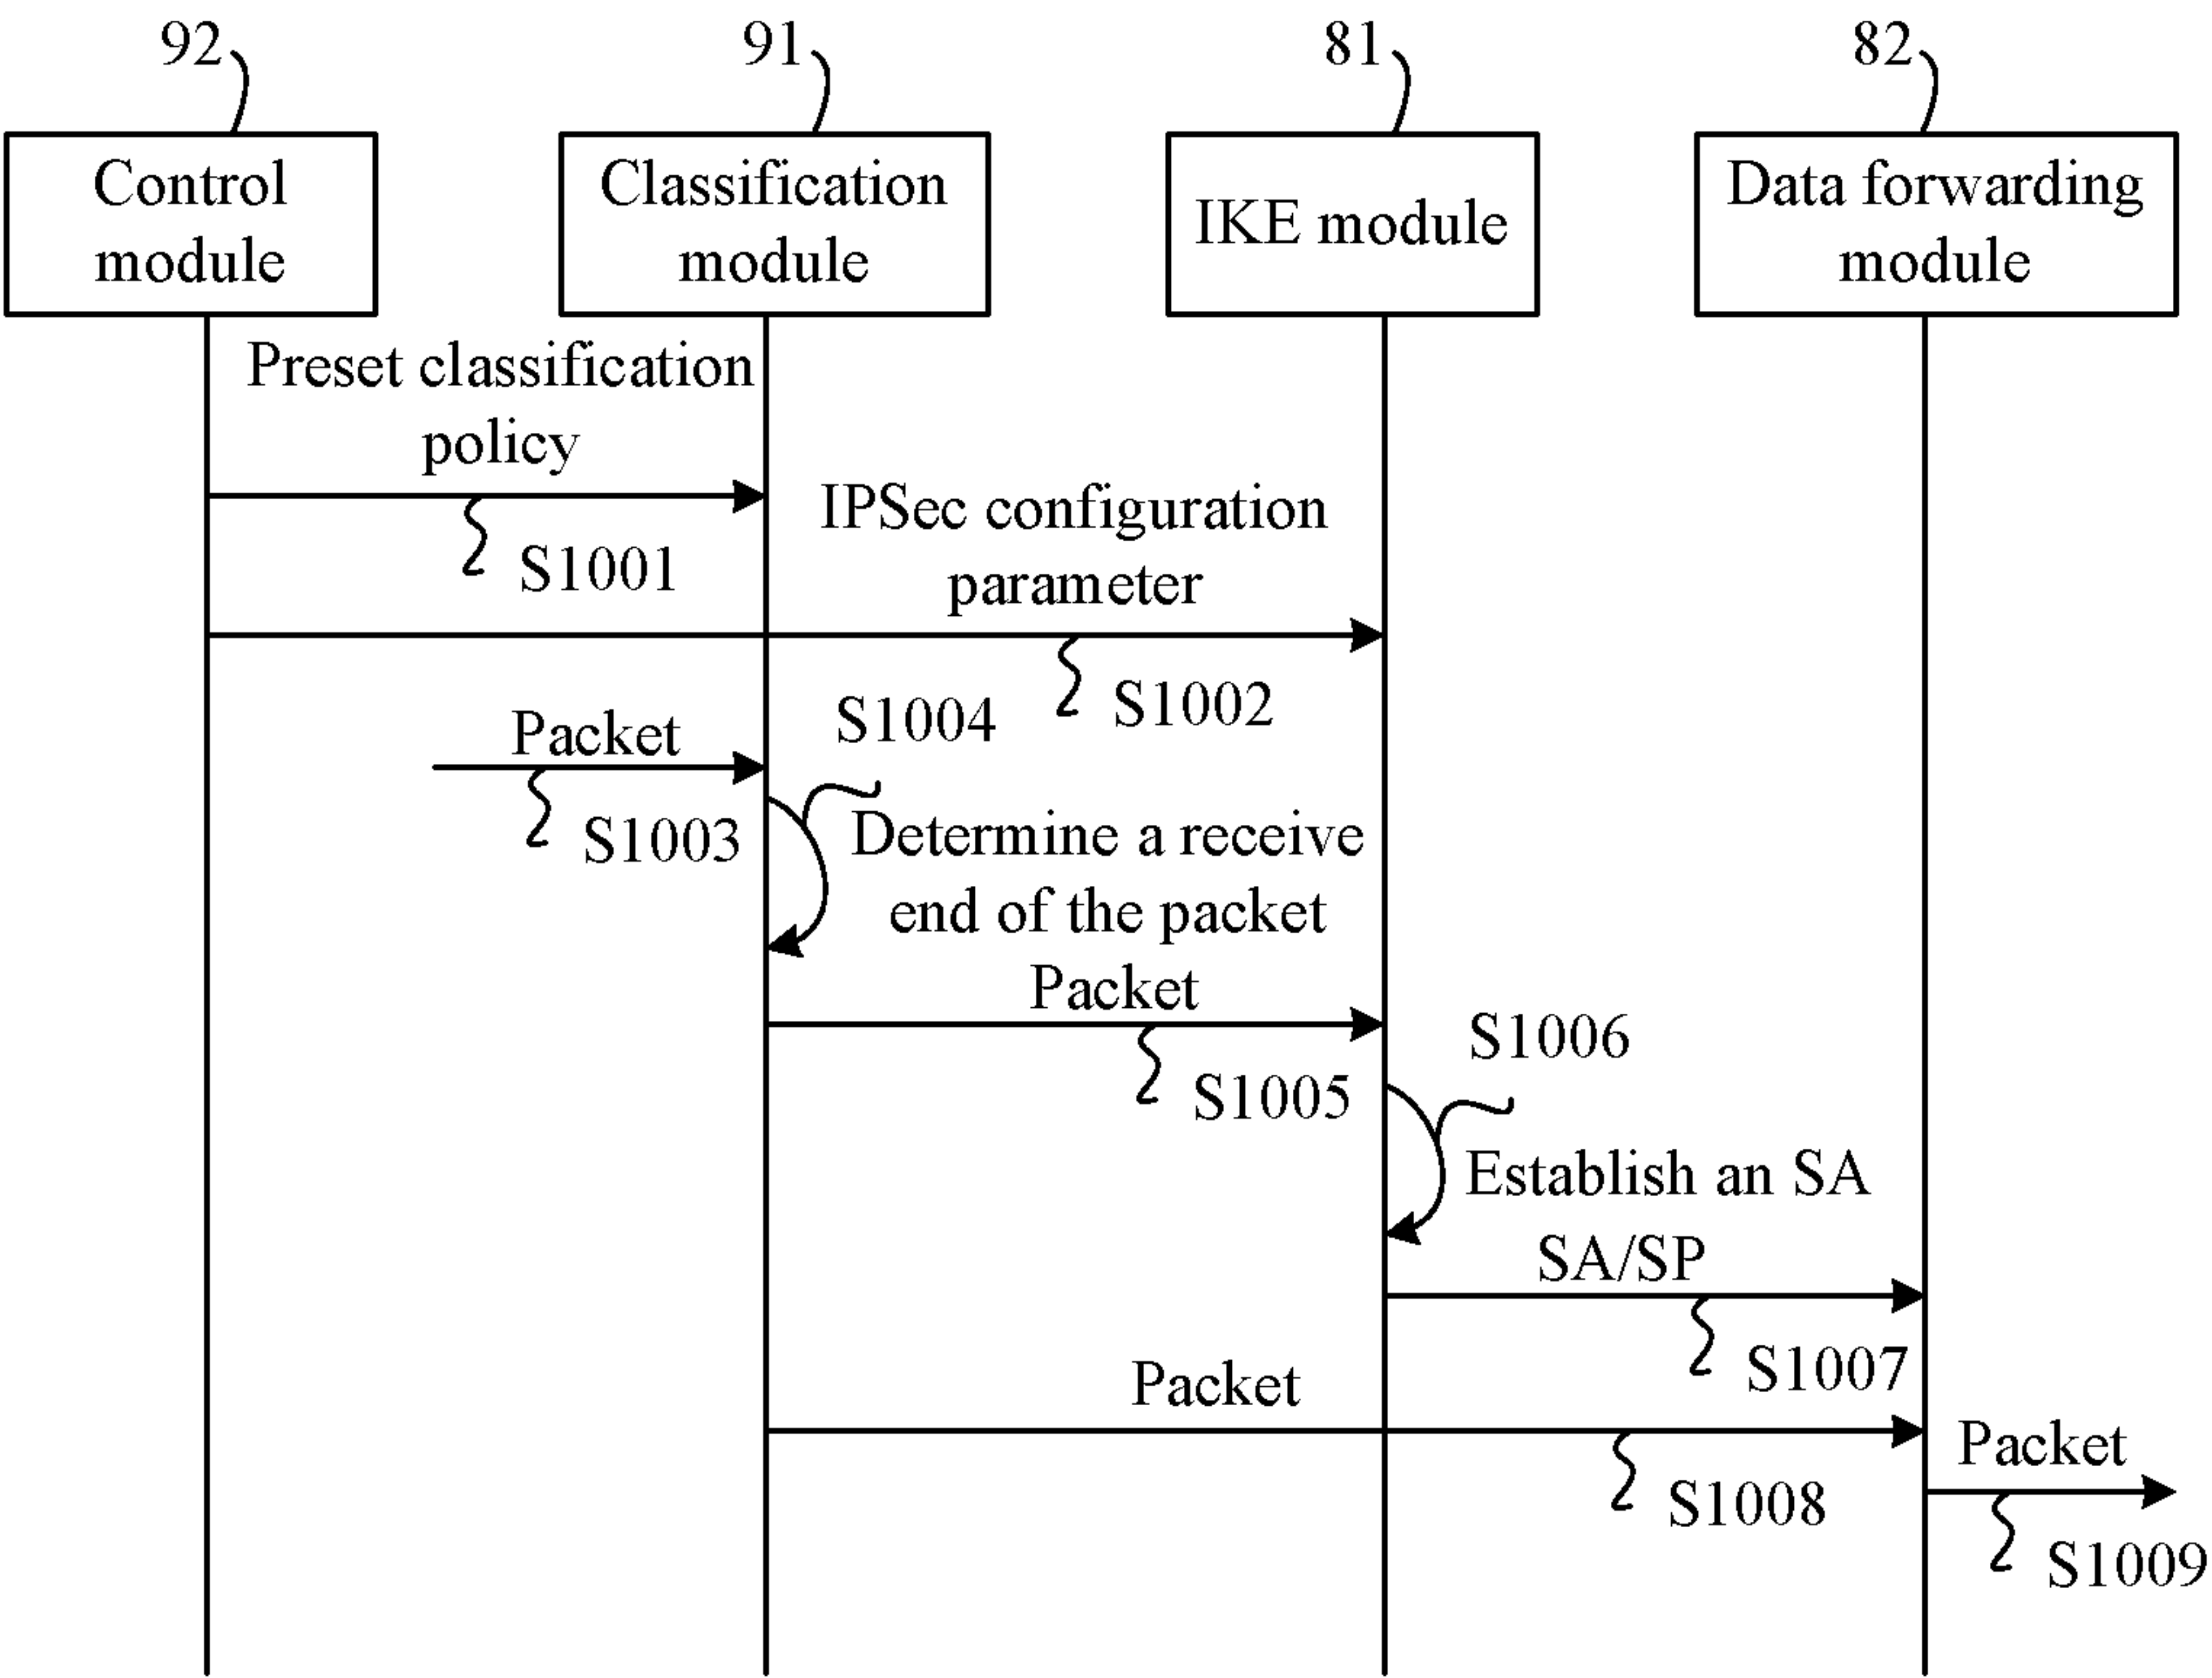 92
91
81
82
Control
module
Classification
module
IKE module
Data forwarding
module
Preset classification
policy
S1001
IPSec configuration
parameter
S1002
Packet
S1003
S1004
Determine a receive
end of the packet
Packet
S1005
S1006
Establish an SA
SA/SP
S1007
Packet
S1008
Packet
S1009